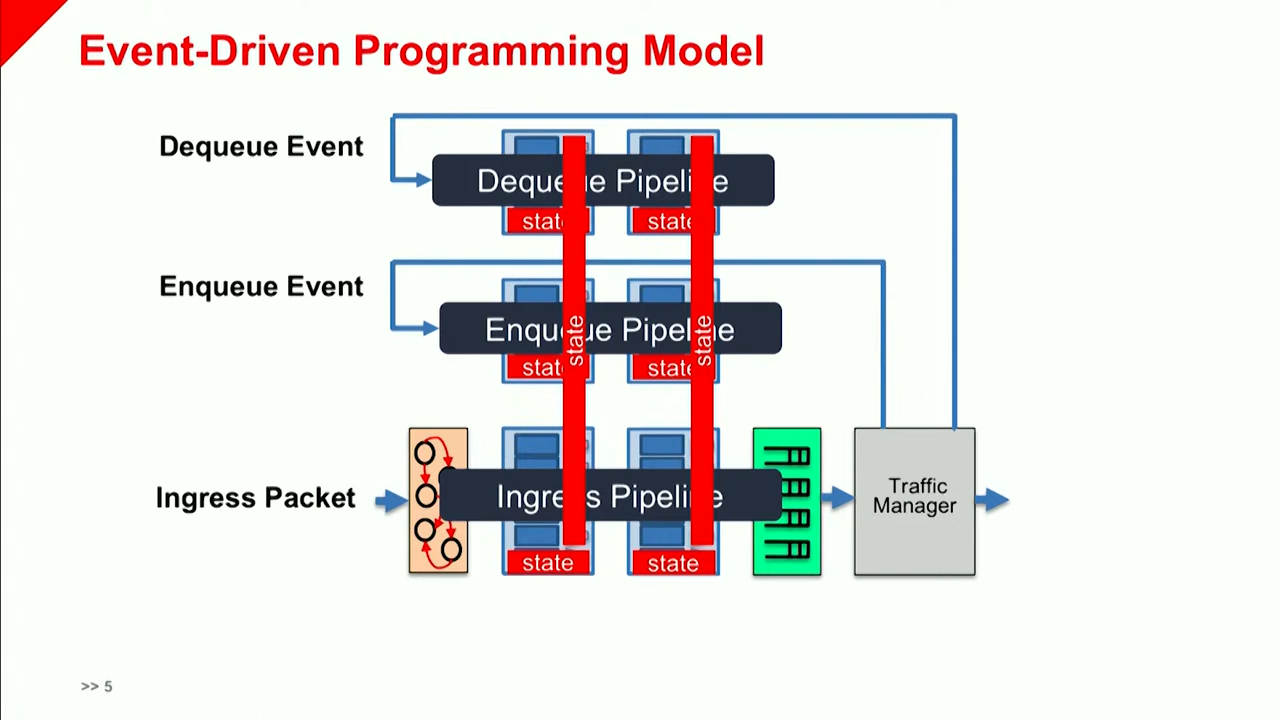 Event-Driven Programming Model
Dequeue Event
Dequeue Pipeline
state
state
Enqueue Event
Enqueue Pipeline
state
state
state
state
Ingress Packet
Ingress Pipeline
state
state
Traffic
Manager
>> 5